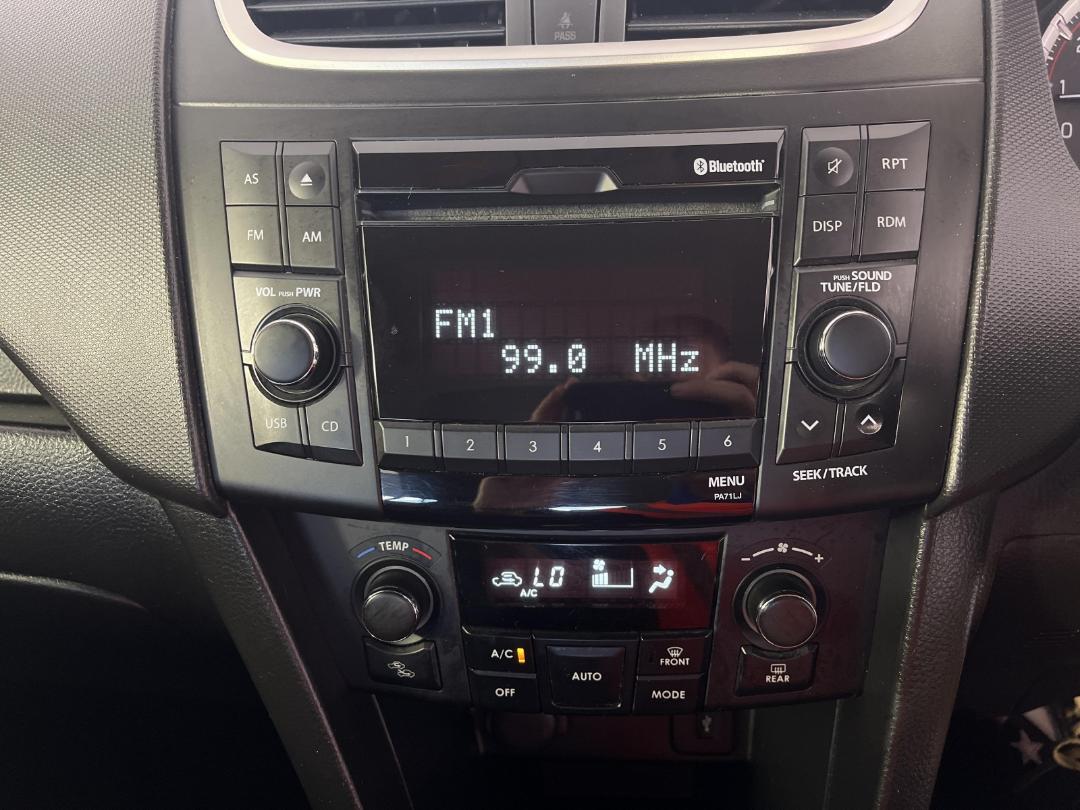 PASS
Bluetooth
AS
FM
AM
RPT
DISP
RDM
VOL PUSH PWR
PUSH SOUND
TUNE/FLD
FM1
99.0 MHz
USB
CD
1 2 3 4 5 6
MENU
PA71LJ
SEEK/TRACK
TEMP
LO
A/C
- +
A/C
AUTO
FRONT
OFF
MODE
REAR
1
0